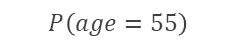 P(age = 55)